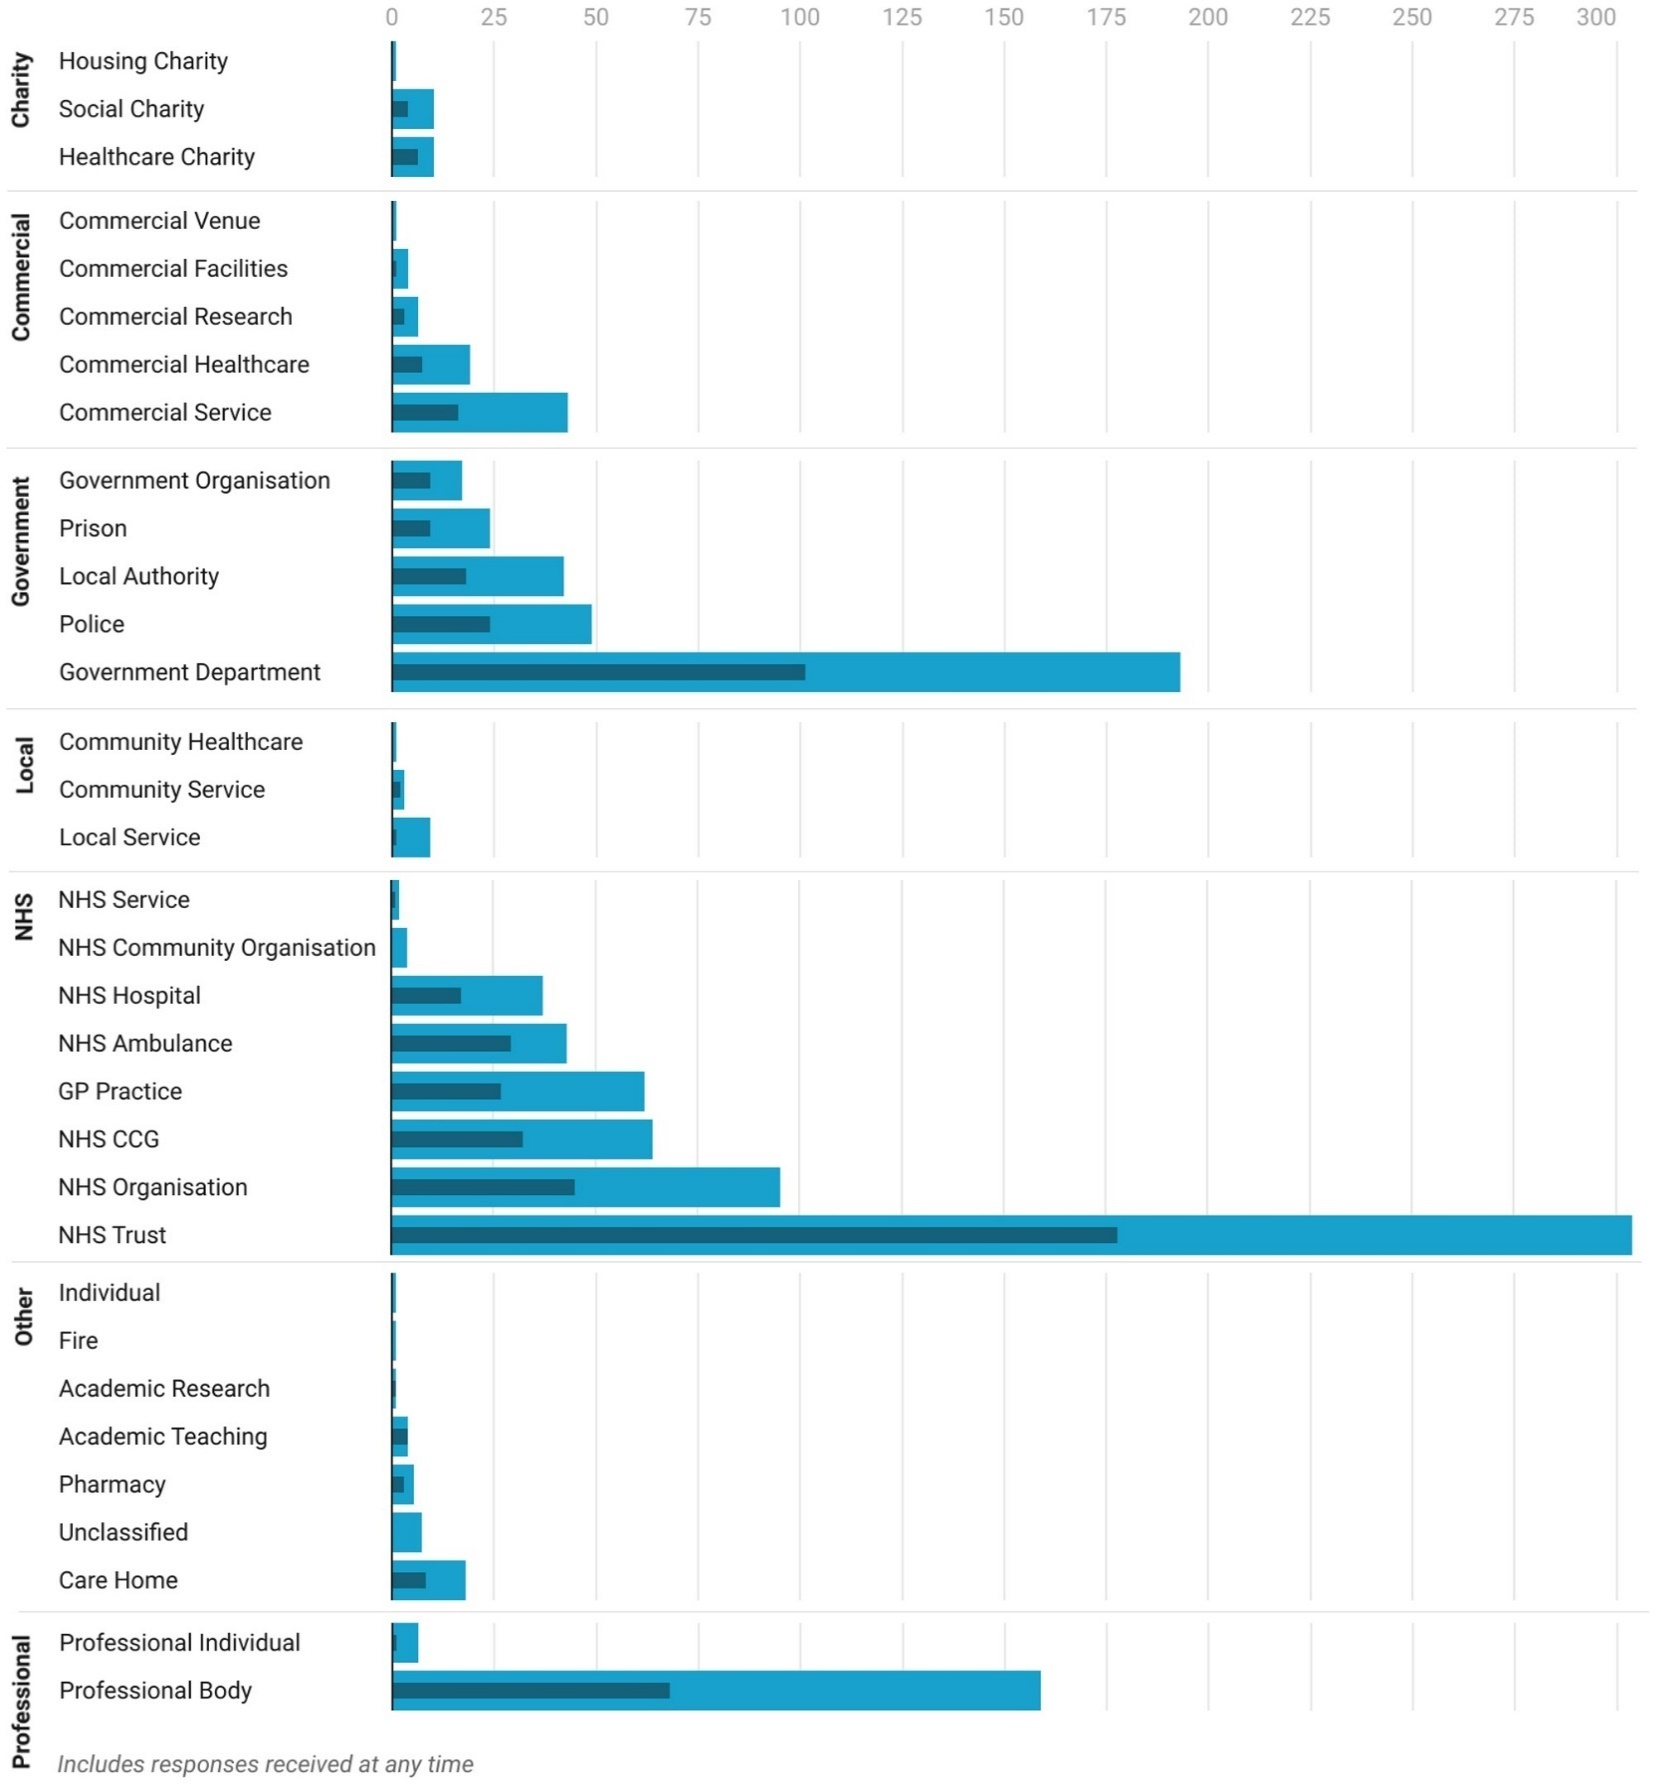 0 25 50 75 100 125 150 175 200 225 250 275 300
Charity
Housing Charity
Social Charity
Healthcare Charity
Commercial
Commercial Venue
Commercial Facilities
Commercial Research
Commercial Healthcare
Commercial Service
Government
Government Organisation
Prison
Local Authority
Police
Government Department
Local
Community Healthcare
Community Service
Local Service
NHS
NHS Service
NHS Community Organisation
NHS Hospital
NHS Ambulance
GP Practice
NHS CCG
NHS Organisation
NHS Trust
Other
Individual
Fire
Academic Research
Academic Teaching
Pharmacy
Unclassified
Care Home
Professional
Professional Individual
Professional Body
Includes responses received at any time